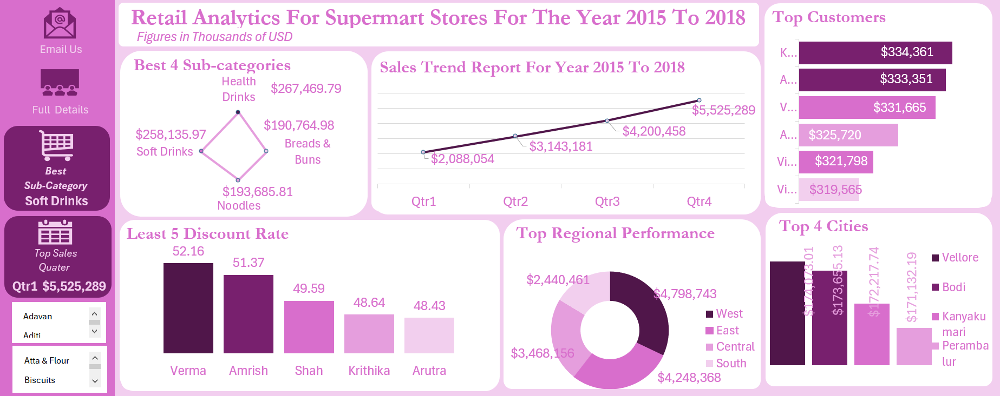 Email Us
Full Details
Best
Sub-Category
Soft Drinks
Top Sales
Quater
Qtr1 $5,525,289
Adavan
Aditi
Atta & Flour
Biscuits
Retail Analytics For Supermart Stores For The Year 2015 To 2018
Figures in Thousands of USD
Best 4 Sub-categories
Health
Drinks
$267,469.79
$190,764.98
Breads &
Buns
$258,135.97
Soft Drinks
$193,685.81
Noodles
Sales Trend Report For Year 2015 To 2018
$5,525,289
$4,200,458
$3,143,181
$2,088,054
Qtr1 Qtr2 Qtr3 Qtr4
Top Customers
K... $334,361
A... $333,351
V... $331,665
A... $325,720
Vi... $321,798
Vi... $319,565
Least 5 Discount Rate
52.16
51.37
49.59
48.64
48.43
Verma Amrish Shah Krithika Arutra
Top Regional Performance
$2,440,461
$4,798,743
$3,468,156
$4,248,368
West
East
Central
South
Top 4 Cities
$174,073.01
$173,655.13
$172,217.74
$171,132.19
Vellore
Bodi
Kanyaku
mari
Peramba
lur